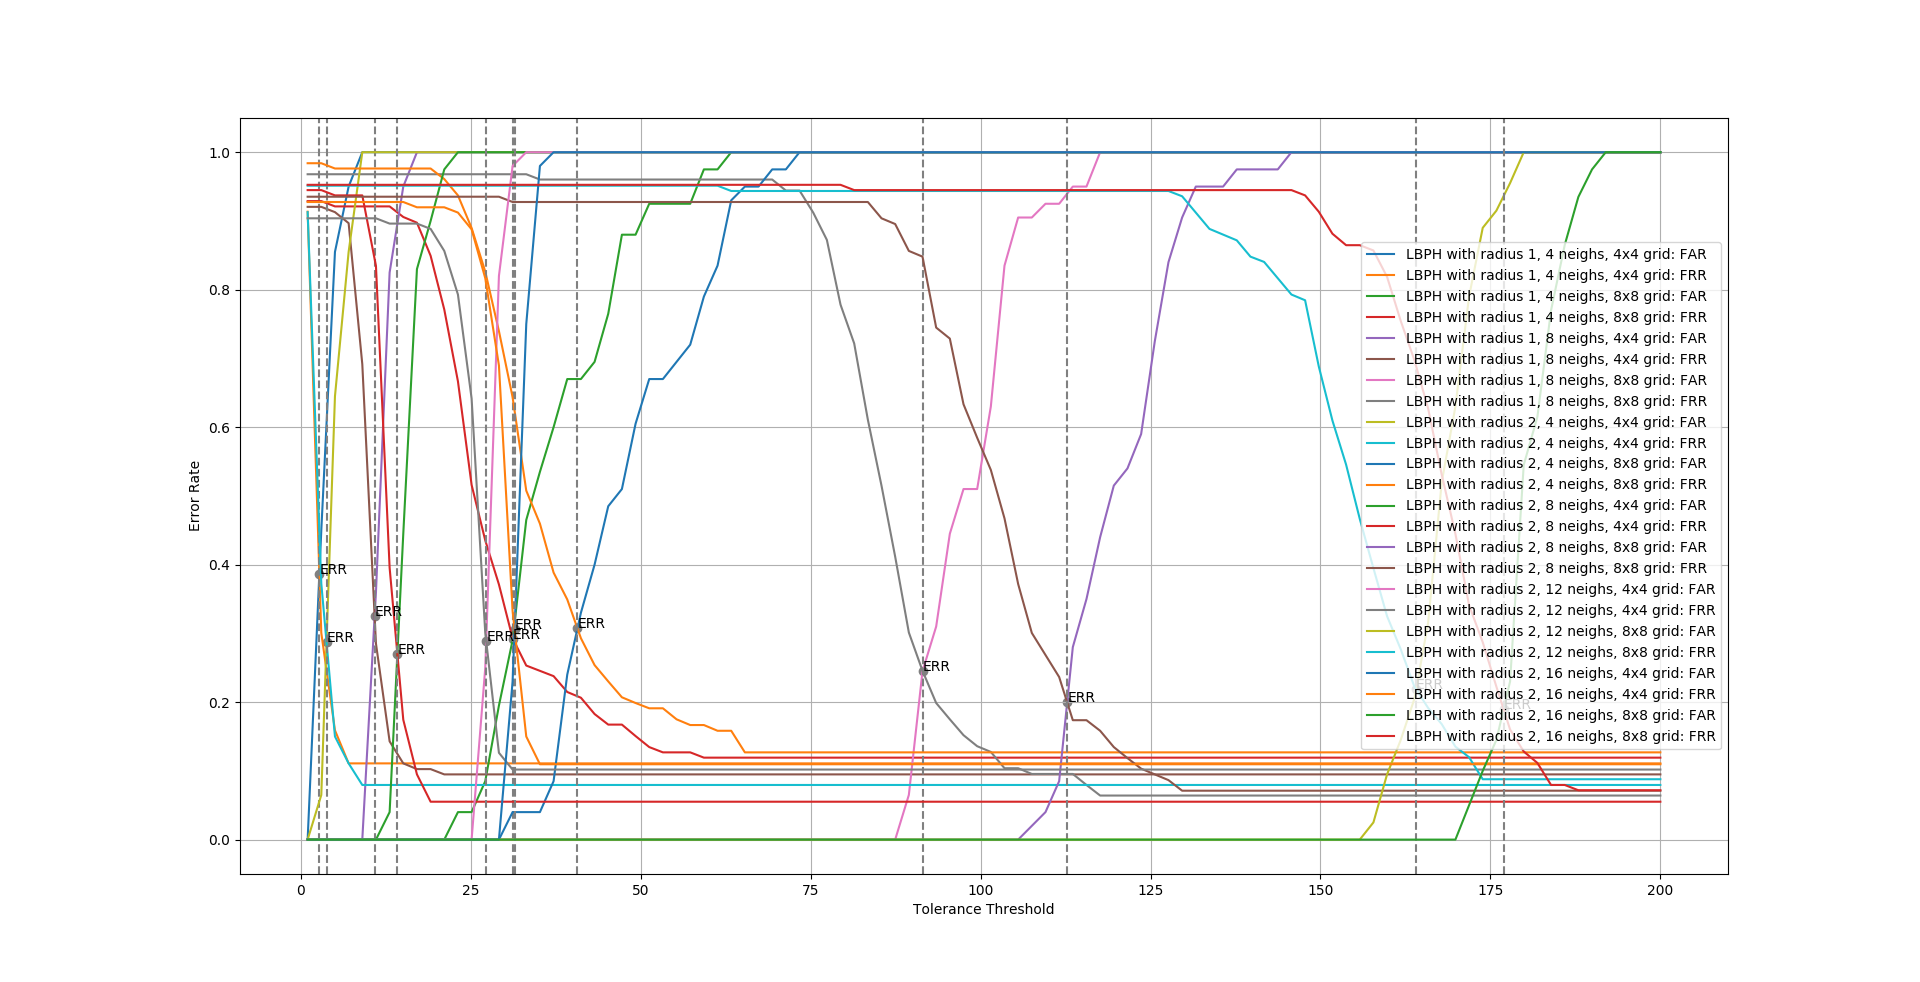 1.0
0.8
0.6
0.4
0.2
0.0
Error Rate
0
25
50
75
100
125
150
175
200
Tolerance Threshold
ERR
ERR
ERR
ERR
ERR
ERR
ERR
ERR
ERR
ERR
ERR
ERR
LBPH with radius 1, 4 neighs, 4x4 grid: FAR
LBPH with radius 1, 4 neighs, 4x4 grid: FRR
LBPH with radius 1, 4 neighs, 8x8 grid: FAR
LBPH with radius 1, 4 neighs, 8x8 grid: FRR
LBPH with radius 1, 8 neighs, 4x4 grid: FAR
LBPH with radius 1, 8 neighs, 4x4 grid: FRR
LBPH with radius 1, 8 neighs, 8x8 grid: FAR
LBPH with radius 1, 8 neighs, 8x8 grid: FRR
LBPH with radius 2, 4 neighs, 4x4 grid: FAR
LBPH with radius 2, 4 neighs, 4x4 grid: FRR
LBPH with radius 2, 4 neighs, 8x8 grid: FAR
LBPH with radius 2, 4 neighs, 8x8 grid: FRR
LBPH with radius 2, 8 neighs, 4x4 grid: FAR
LBPH with radius 2, 8 neighs, 4x4 grid: FRR
LBPH with radius 2, 8 neighs, 8x8 grid: FAR
LBPH with radius 2, 8 neighs, 8x8 grid: FRR
LBPH with radius 2, 12 neighs, 4x4 grid: FAR
LBPH with radius 2, 12 neighs, 4x4 grid: FRR
LBPH with radius 2, 12 neighs, 8x8 grid: FAR
LBPH with radius 2, 12 neighs, 8x8 grid: FRR
LBPH with radius 2, 16 neighs, 4x4 grid: FAR
LBPH with radius 2, 16 neighs, 4x4 grid: FRR
LBPH with radius 2, 16 neighs, 8x8 grid: FAR
LBPH with radius 2, 16 neighs, 8x8 grid: FRR